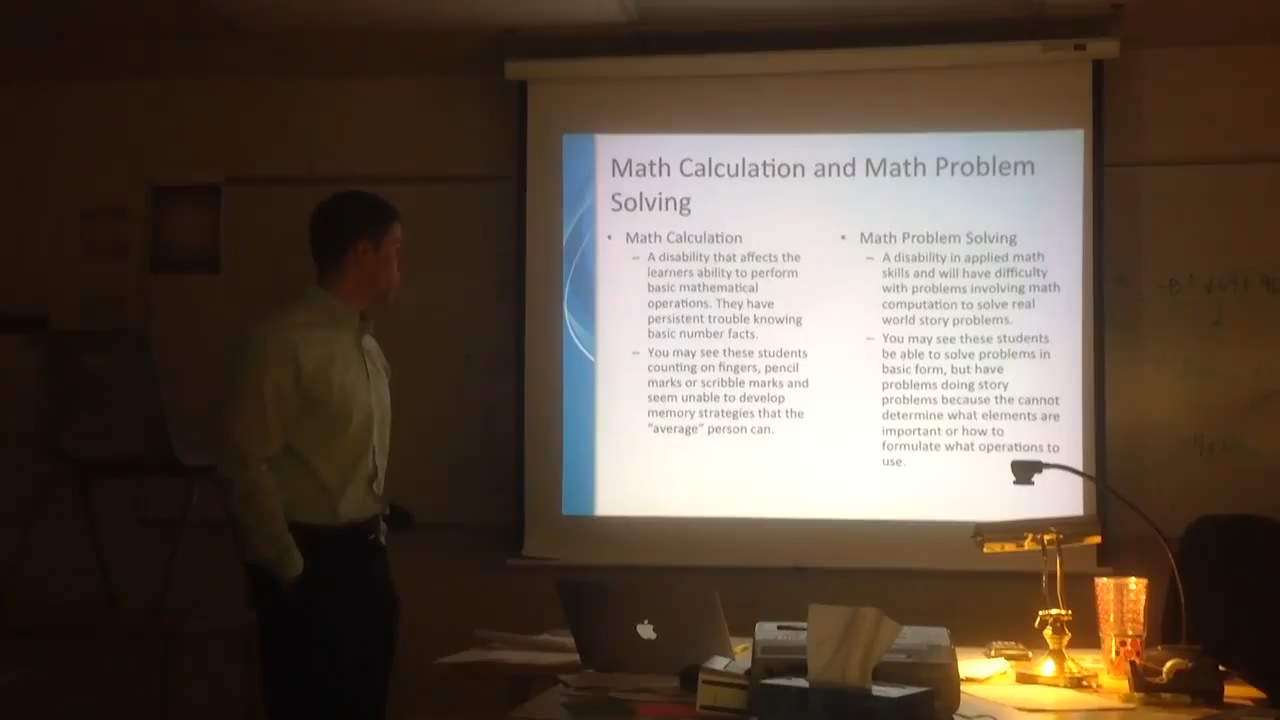 Math Calculation and Math Problem
Solving
• Math Calculation
– A disability that affects the
learners ability to perform
basic mathematical
operations. They have
persistent trouble knowing
basic number facts.
– You may see these students
counting on fingers, pencil
marks or scribble marks and
seem unable to develop
memory strategies that the
“average” person can.
• Math Problem Solving
– A disability in applied math
skills and will have difficulty
with problems involving math
computation to solve real
world story problems.
– You may see these students
be able to solve problems in
basic form, but have
problems doing story
problems because the cannot
determine what elements are
important or how to
formulate what operations to
use.